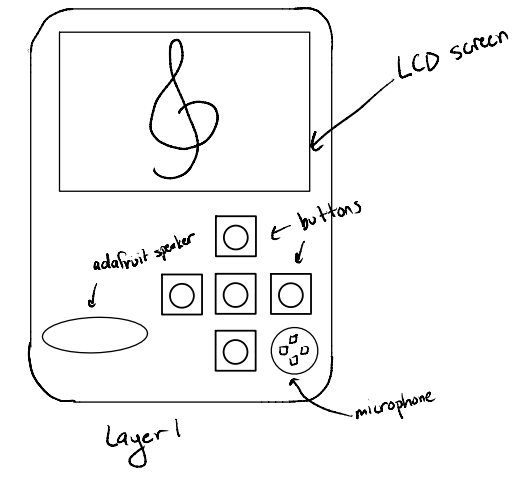 LCD screen
buttons
adafruit speaker
microphone
Layer 1